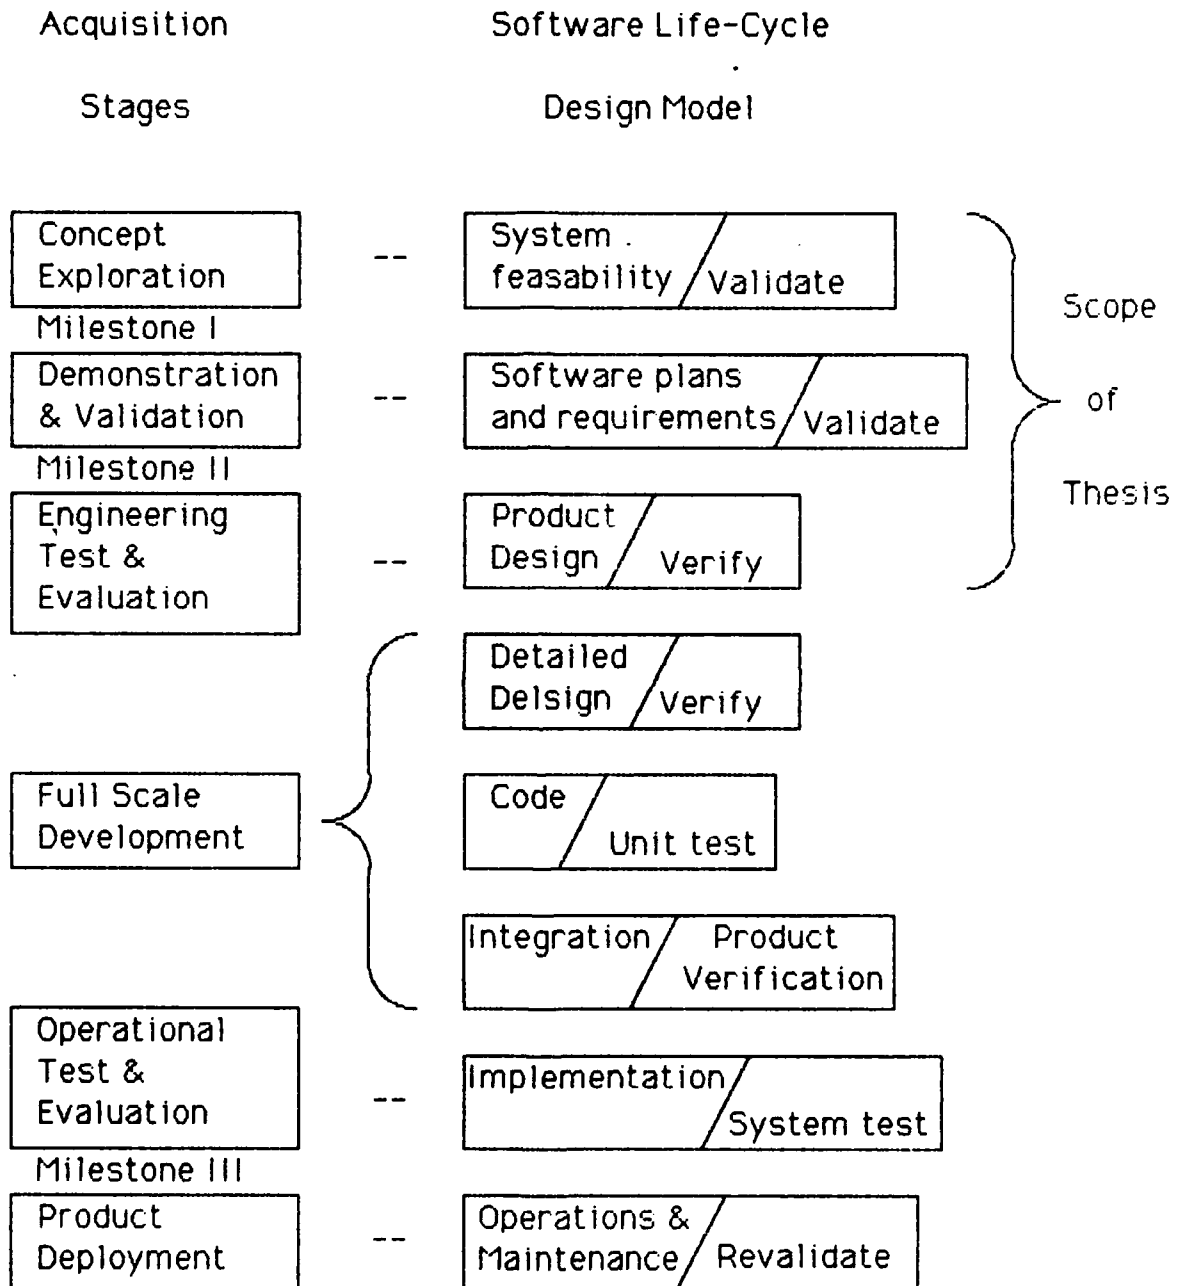 Acquisition
Stages
Software Life-Cycle
Design Model
Concept
Exploration
--
System
feasability
Validate
Milestone I
Demonstration
& Validation
--
Software plans
and requirements
Validate
Milestone II
Engineering
Test &
Evaluation
--
Product
Design
Verify
Scope
of
Thesis
Detailed
Delsign
Verify
Full Scale
Development
Code
Unit test
Integration
Product
Verification
Operational
Test &
Evaluation
--
Implementation
System test
Milestone III
Product
Deployment
--
Operations &
Maintenance
Revalidate